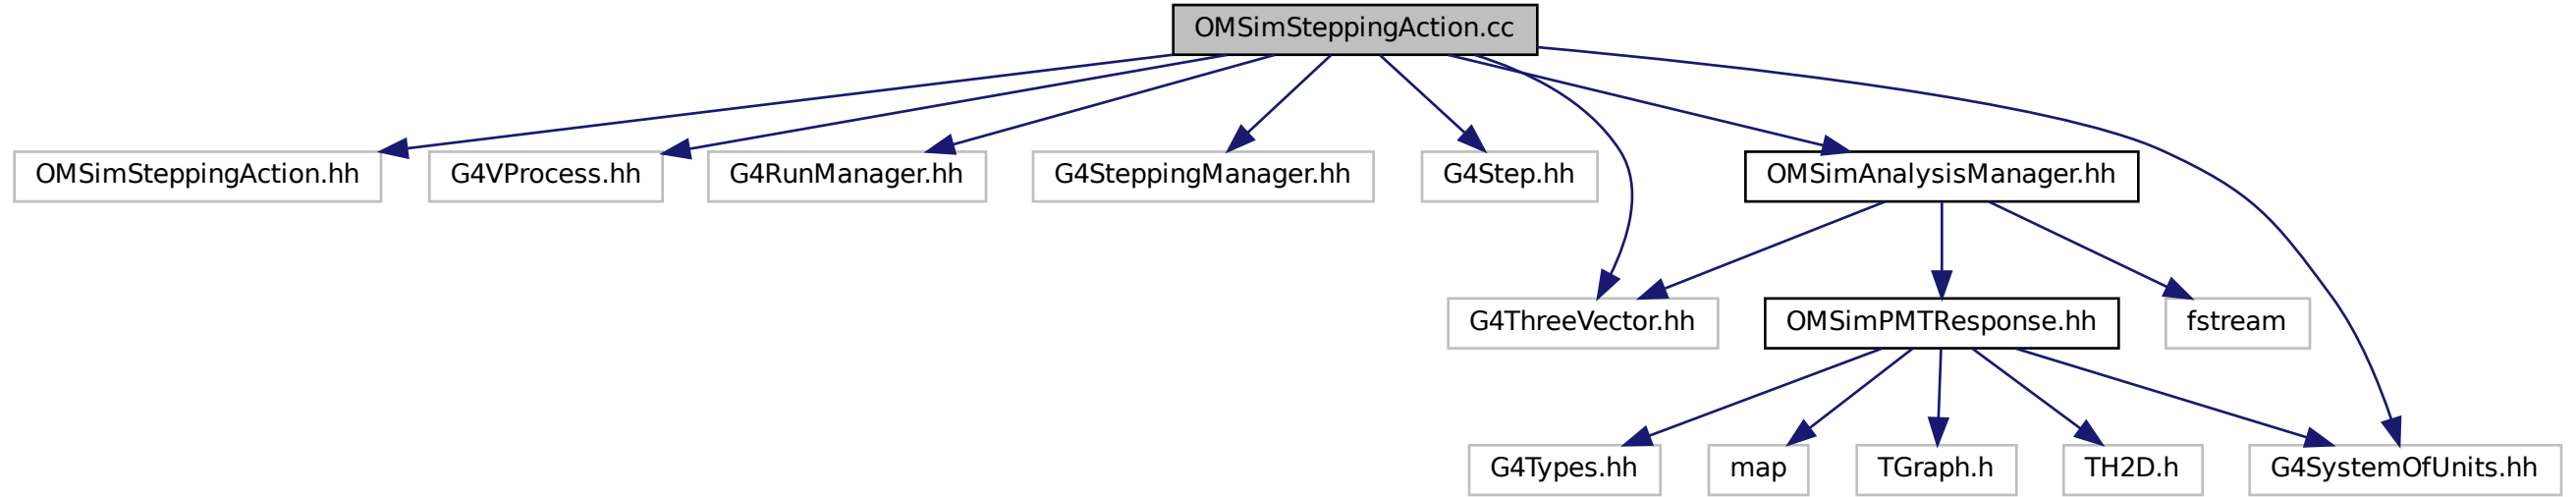 OMSimSteppingAction.cc
OMSimSteppingAction.hh
G4VProcess.hh
G4RunManager.hh
G4SteppingManager.hh
G4Step.hh
OMSimAnalysisManager.hh
G4ThreeVector.hh
OMSimPMTResponse.hh
fstream
G4Types.hh
map
TGraph.h
TH2D.h
G4SystemOfUnits.hh